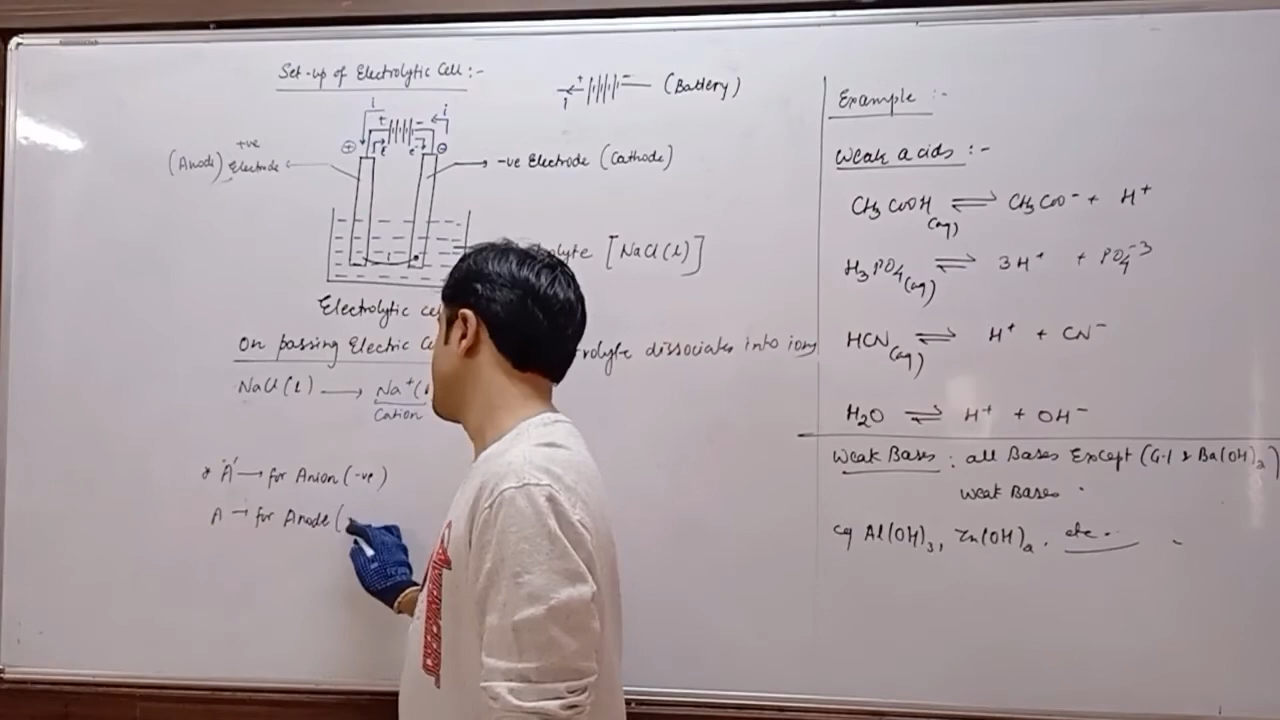 Set-up of Electrolytic Cell :-
+ (Battery)
i
i
i
+ -
⊕ e⁻ e⁻ ⊖
(Anode) +ve Electrode
-ve Electrode (Cathode)
[NaCl(l)]
Electrolytic
On passing Electric dissociates into ions
NaCl(l) ⟶ Na⁺(
Cation
* 'A' → for Anion (-ve)
A → for Anode (
Example :-
Weak acids :-
CH₃COOH(aq) ⇌ CH₃COO⁻ + H⁺
H₃PO₄(aq) ⇌ 3H⁺ + PO₄⁻³
HCN(aq) ⇌ H⁺ + CN⁻
H₂O ⇌ H⁺ + OH⁻
Weak Bases : all Bases Except (G-1 & Ba(OH)₂)
Weak Bases .
eg Al(OH)₃, Zn(OH)₂. etc..